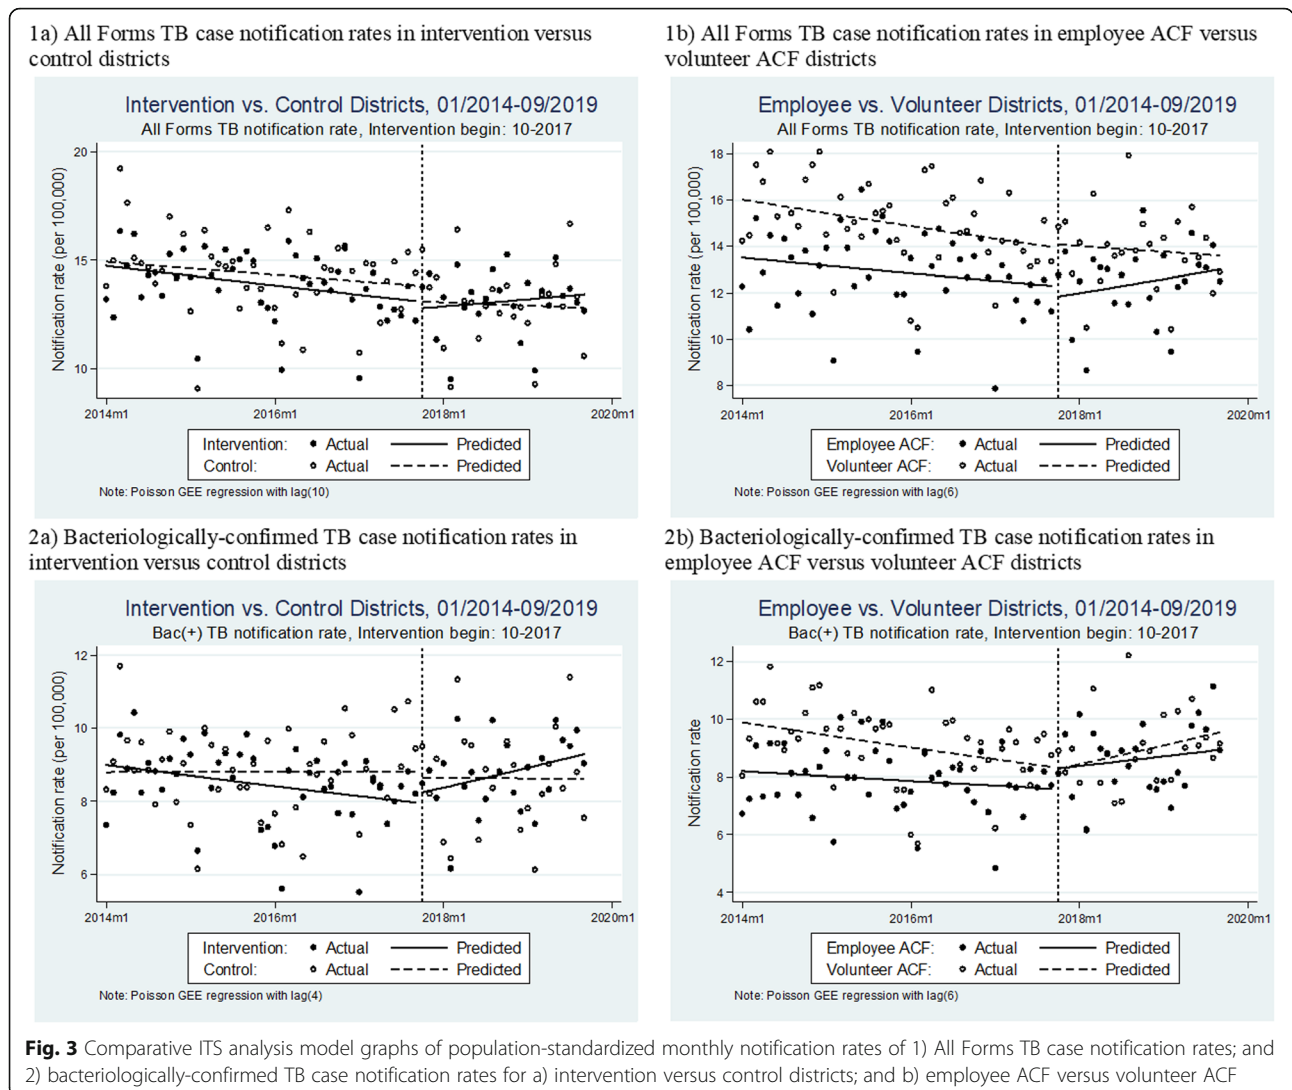 1a) All Forms TB case notification rates in intervention versus
control districts
Intervention vs. Control Districts, 01/2014-09/2019
All Forms TB notification rate, Intervention begin: 10-2017
Notification rate (per 100,000)
20
15
10
2014m1 2016m1 2018m1 2020m1
Intervention: Actual Predicted
Control: Actual Predicted
Note: Poisson GEE regression with lag(10)
1b) All Forms TB case notification rates in employee ACF versus
volunteer ACF districts
Employee vs. Volunteer Districts, 01/2014-09/2019
All Forms TB notification rate, Intervention begin: 10-2017
Notification rate (per 100,000)
18
16
14
12
10
8
2014m1 2016m1 2018m1 2020m1
Employee ACF: Actual Predicted
Volunteer ACF: Actual Predicted
Note: Poisson GEE regression with lag(6)
2a) Bacteriologically-confirmed TB case notification rates in
intervention versus control districts
Intervention vs. Control Districts, 01/2014-09/2019
Bac(+) TB notification rate, Intervention begin: 10-2017
Notification rate (per 100,000)
12
10
8
6
2014m1 2016m1 2018m1 2020m1
Intervention: Actual Predicted
Control: Actual Predicted
Note: Poisson GEE regression with lag(4)
2b) Bacteriologically-confirmed TB case notification rates in
employee ACF versus volunteer ACF districts
Employee vs. Volunteer Districts, 01/2014-09/2019
Bac(+) TB notification rate, Intervention begin: 10-2017
Notification rate
12
10
8
6
4
2014m1 2016m1 2018m1 2020m1
Employee ACF: Actual Predicted
Volunteer ACF: Actual Predicted
Note: Poisson GEE regression with lag(6)
Fig. 3 Comparative ITS analysis model graphs of population-standardized monthly notification rates of 1) All Forms TB case notification rates; and
2) bacteriologically-confirmed TB case notification rates for a) intervention versus control districts; and b) employee ACF versus volunteer ACF